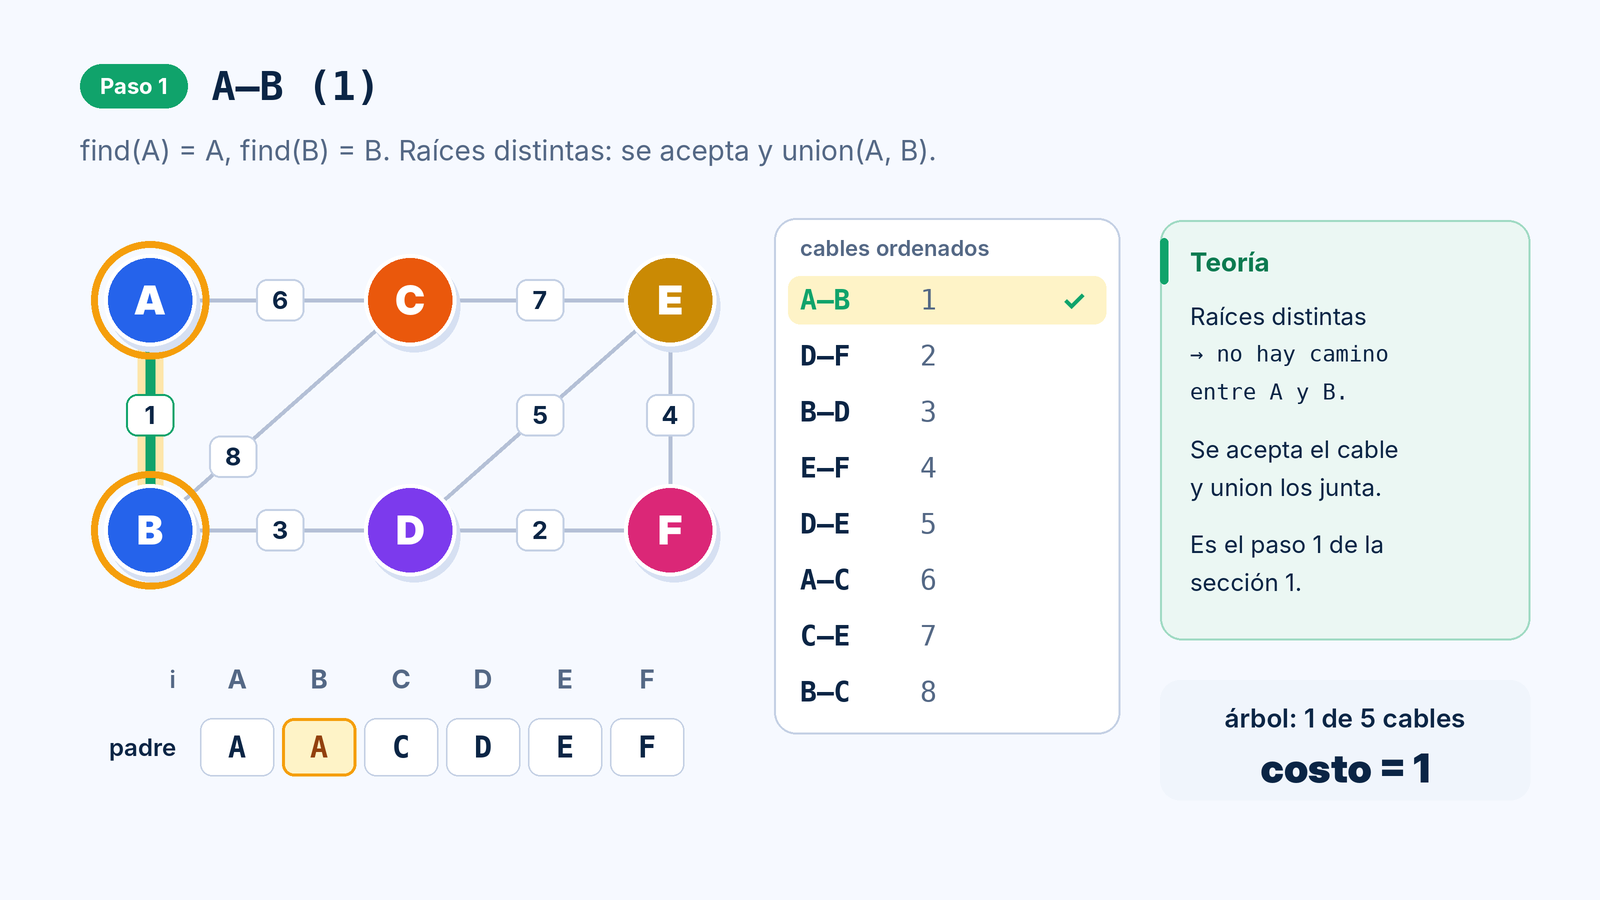 Paso 1
A—B (1)
find(A) = A, find(B) = B. Raíces distintas: se acepta y union(A, B).
A
6
C
7
E
1
8
5
4
B
3
D
2
F
i A B C D E F
padre A A C D E F
cables ordenados
A—B 1 ✓
D—F 2
B—D 3
E—F 4
D—E 5
A—C 6
C—E 7
B—C 8
Teoría
Raíces distintas
→ no hay camino
entre A y B.
Se acepta el cable
y union los junta.
Es el paso 1 de la
sección 1.
árbol: 1 de 5 cables
costo = 1